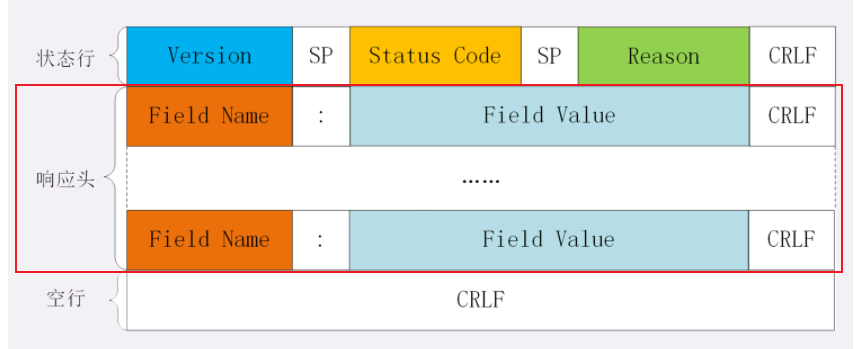 状态行 Version SP Status Code SP Reason CRLF
Field Name : Field Value CRLF
响应头 ……
Field Name : Field Value CRLF
空行 CRLF